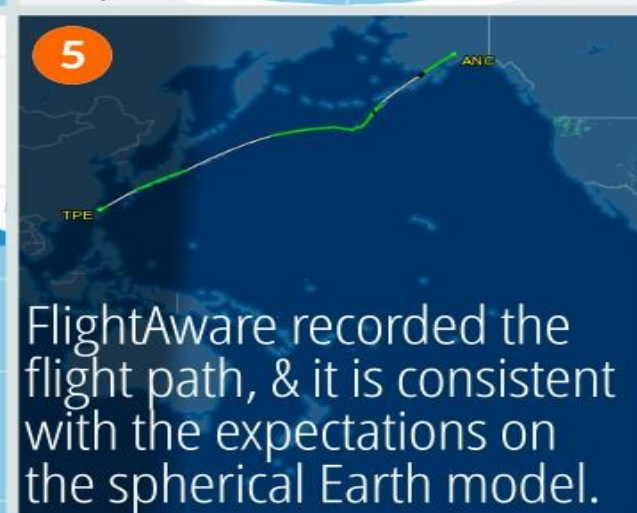 5
ANC
TPE
FlightAware recorded the
flight path, & it is consistent
with the expectations on
the spherical Earth model.